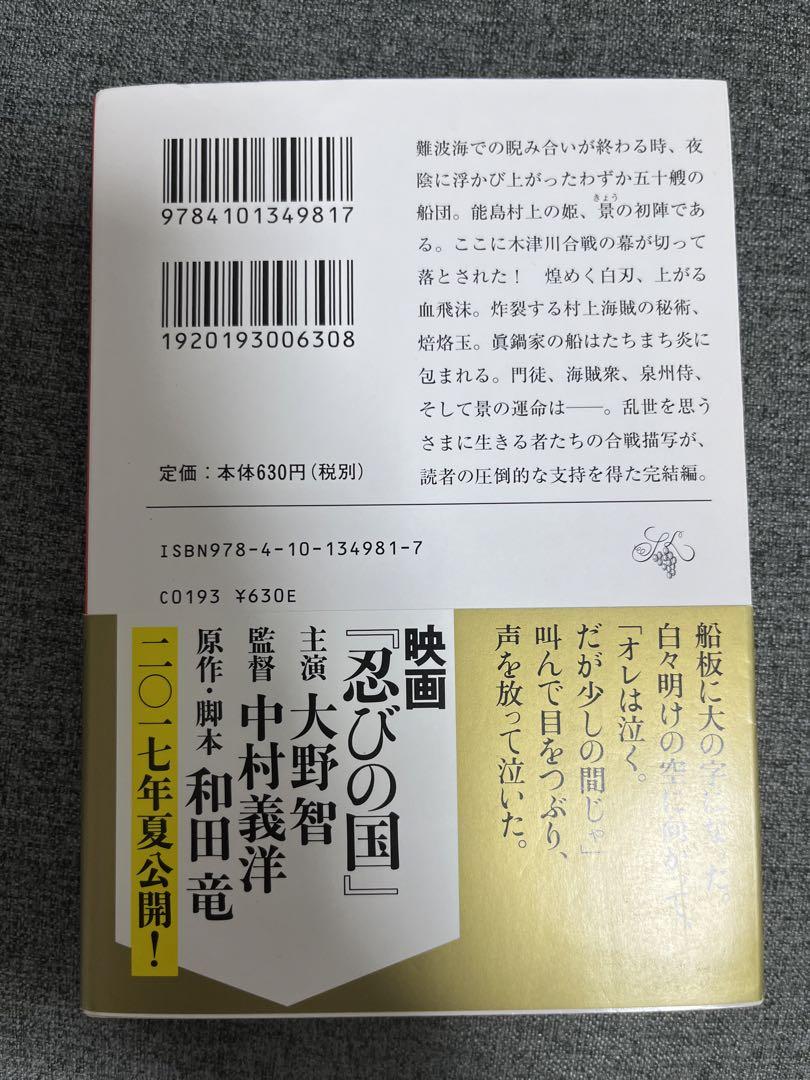 9784101349817
1920193006308
定価：本体630円（税別）
難波海での睨み合いが終わる時、夜
陰に浮かび上がったわずか五十艘の
船団。能島村上の姫、景の初陣であ
きょう
る。ここに木津川合戦の幕が切って
落とされた！　煌めく白刃、上がる
血飛沫。炸裂する村上海賊の秘術、
焙烙玉。眞鍋家の船はたちまち炎に
包まれる。門徒、海賊衆、泉州侍、
そして景の運命は――。乱世を思う
さまに生きる者たちの合戦描写が、
読者の圧倒的な支持を得た完結編。
ISBN978-4-10-134981-7
C0193 ¥630E
船板に大の字になった。
白々明けの空に向かって、
「オレは泣く。
だが少しの間じゃ」
叫んで目をつぶり、
声を放って泣いた。
映画
『忍びの国』
主演 大野智
監督 中村義洋
原作・脚本 和田竜
二〇一七年夏公開！